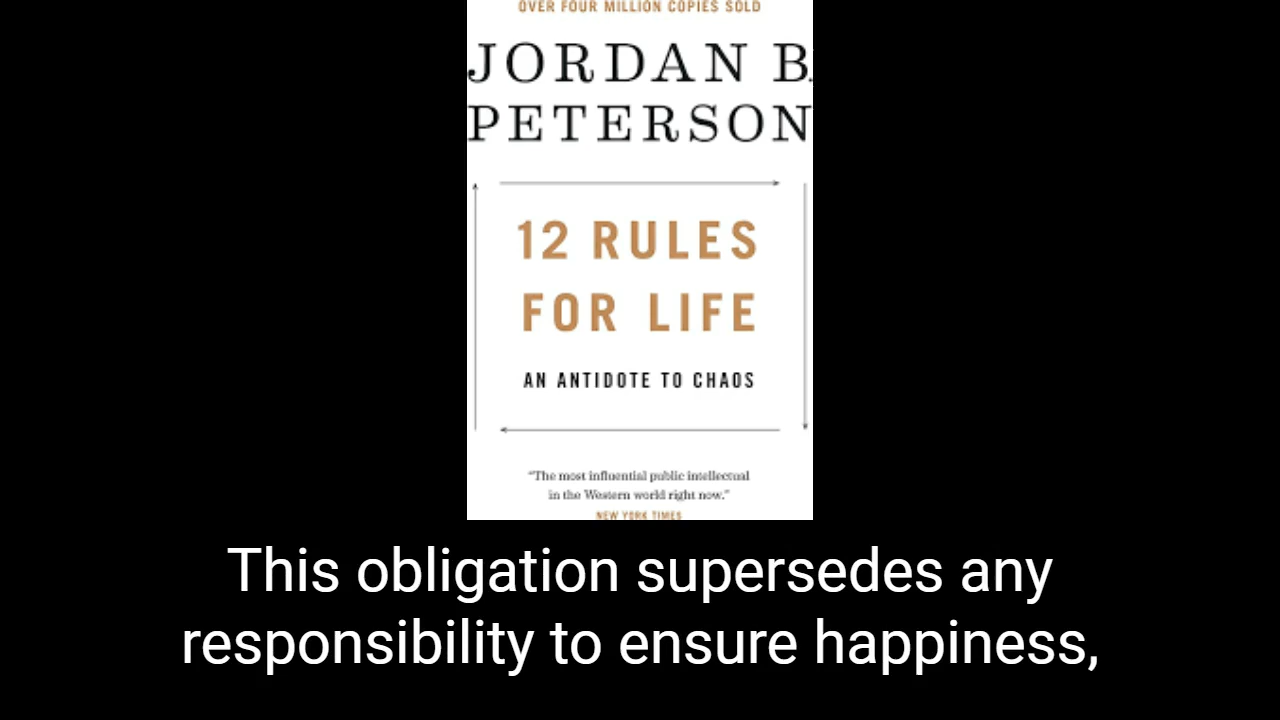 OVER FOUR MILLION COPIES SOLD
JORDAN B.
PETERSON
12 RULES
FOR LIFE
AN ANTIDOTE TO CHAOS
“The most influential public intellectual
in the Western world right now.”
NEW YORK TIMES
This obligation supersedes any
responsibility to ensure happiness,